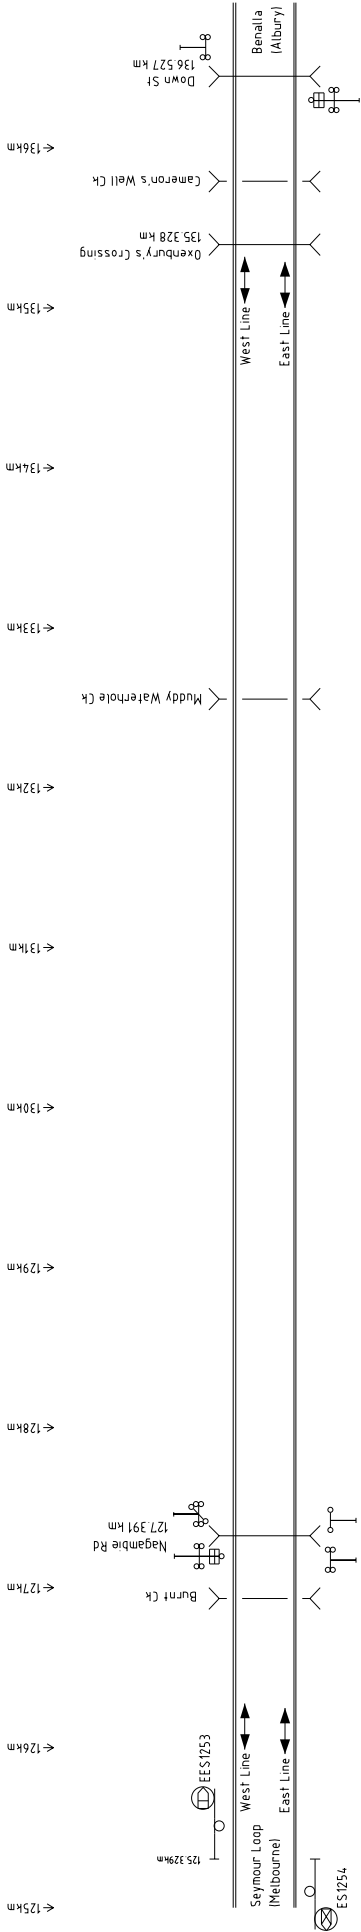 Benalla
(Albury)
136.527 km
Down St
136km
Cameron's Well Ck
135.328 km
Oxenbury's Crossing
135km
West Line
East Line
134km
133km
Muddy Waterhole Ck
132km
131km
130km
129km
128km
127.391 km
Nagambie Rd
127km
Burnt Ck
126km
EES1253
West Line
East Line
125.329km
Seymour Loop
(Melbourne)
125km
ES1254